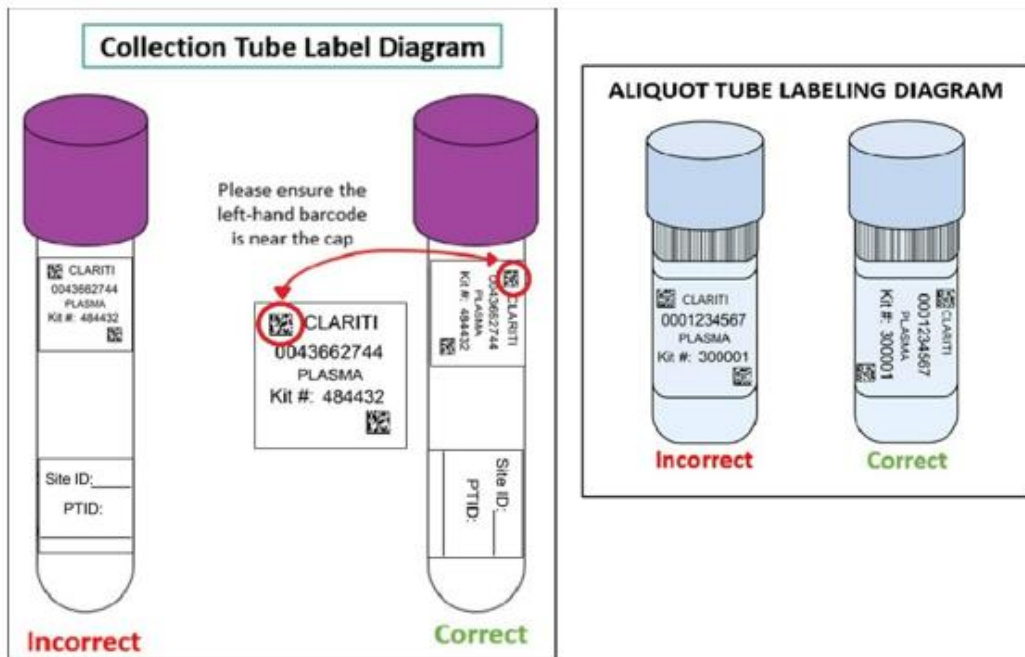 Collection Tube Label Diagram
Please ensure the
left-hand barcode
is near the cap
CLARITI
0043662744
PLASMA
Kit #: 484432
Site ID:
PTID:
Incorrect
CLARITI
0043662744
PLASMA
Kit #: 484432
CLARITI
0043662744
PLASMA
Kit #: 484432
Site ID:
PTID:
Correct
ALIQUOT TUBE LABELING DIAGRAM
CLARITI
0001234567
PLASMA
Kit #: 300001
Incorrect
CLARITI
0001234567
PLASMA
Kit #: 300001
Correct